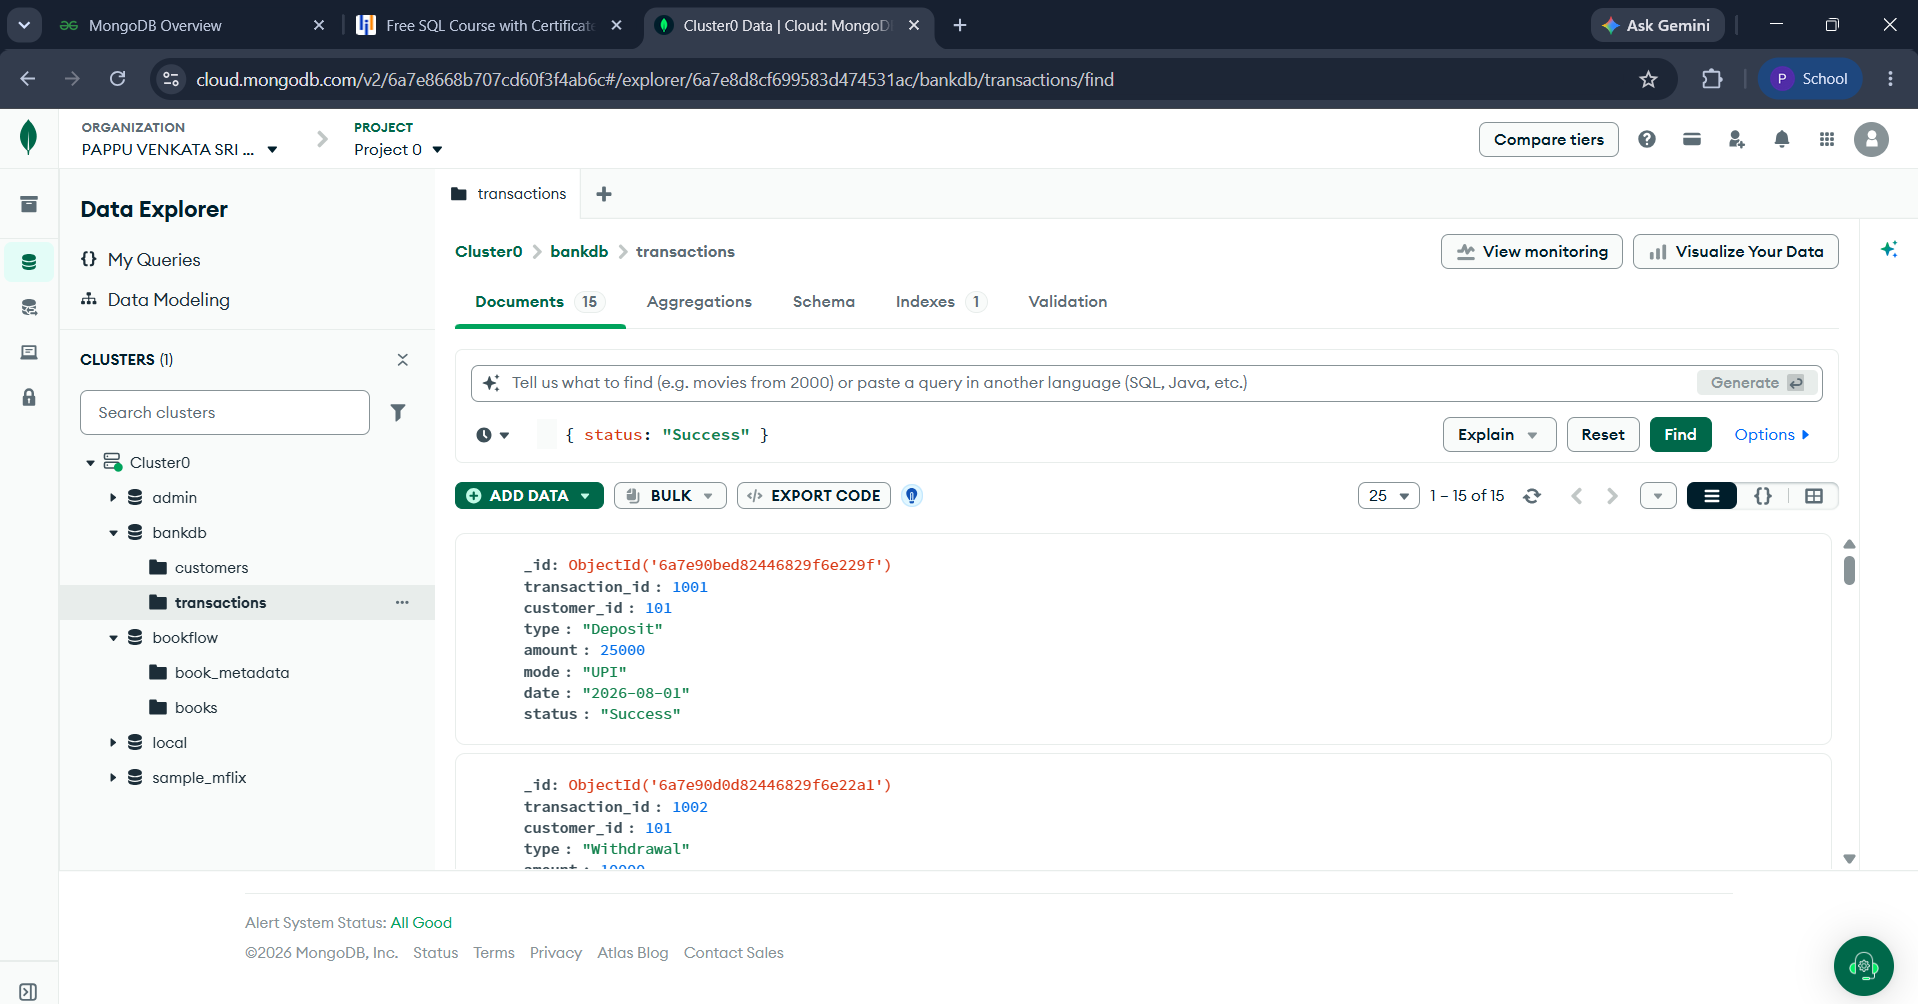 MongoDB Overview
Free SQL Course with Certificate
Cluster0 Data | Cloud: MongoD
Ask Gemini
cloud.mongodb.com/v2/6a7e8668b707cd60f3f4ab6c#/explorer/6a7e8d8cf699583d474531ac/bankdb/transactions/find
P School
ORGANIZATION
PAPPU VENKATA SRI ...
PROJECT
Project 0
Compare tiers
Data Explorer
My Queries
Data Modeling
CLUSTERS (1)
Search clusters
Cluster0
admin
bankdb
customers
transactions
bookflow
book_metadata
books
local
sample_mflix
transactions
Cluster0 > bankdb > transactions
View monitoring
Visualize Your Data
Documents 15
Aggregations
Schema
Indexes 1
Validation
Tell us what to find (e.g. movies from 2000) or paste a query in another language (SQL, Java, etc.)
Generate
{ status: "Success" }
Explain
Reset
Find
Options
ADD DATA
BULK
EXPORT CODE
25
1 – 15 of 15
_id: ObjectId('6a7e90bed82446829f6e229f')
transaction_id : 1001
customer_id : 101
type : "Deposit"
amount : 25000
mode : "UPI"
date : "2026-08-01"
status : "Success"
_id: ObjectId('6a7e90d0d82446829f6e22a1')
transaction_id : 1002
customer_id : 101
type : "Withdrawal"
amount : 10000
Alert System Status: All Good
©2026 MongoDB, Inc. Status Terms Privacy Atlas Blog Contact Sales